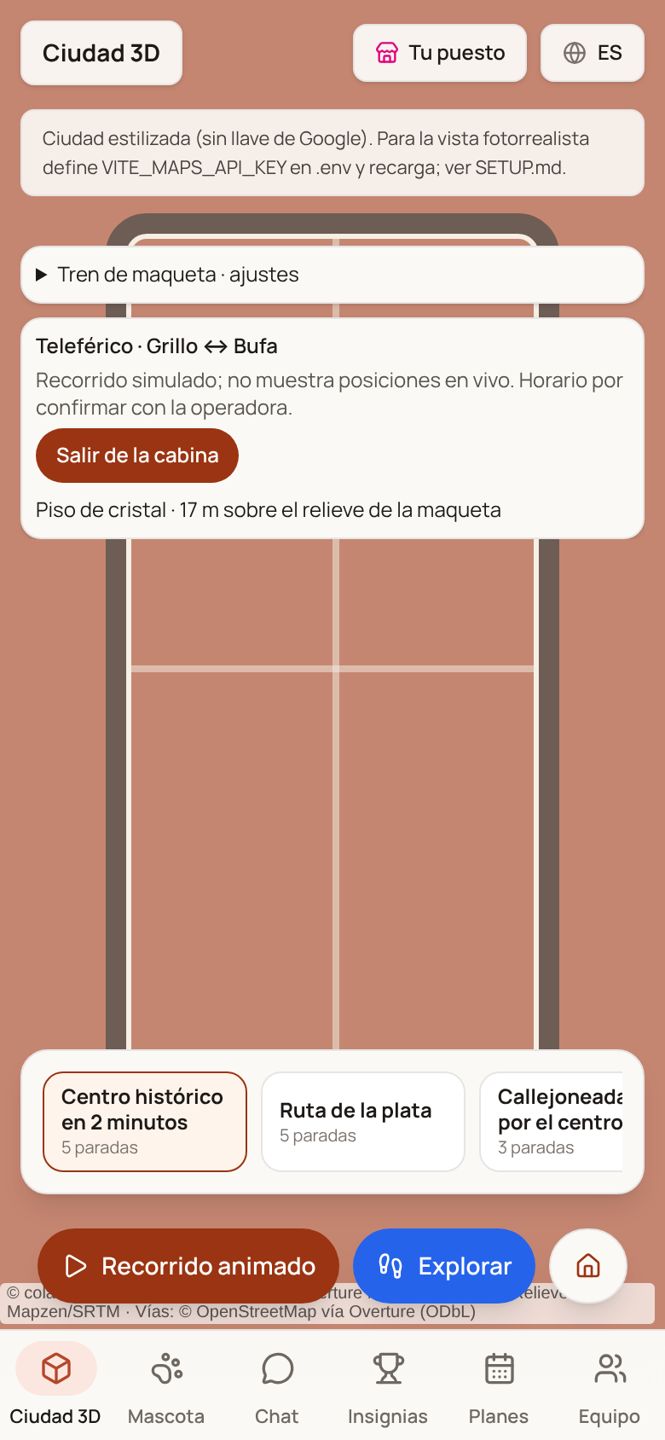 Ciudad 3D
Tu puesto
ES
Ciudad estilizada (sin llave de Google). Para la vista fotorrealista
define VITE_MAPS_API_KEY en .env y recarga; ver SETUP.md.
Tren de maqueta · ajustes
Teleférico · Grillo ↔ Bufa
Recorrido simulado; no muestra posiciones en vivo. Horario por
confirmar con la operadora.
Salir de la cabina
Piso de cristal · 17 m sobre el relieve de la maqueta
Centro histórico
en 2 minutos
5 paradas
Ruta de la plata
5 paradas
Callejoneada
por el centro
3 paradas
Recorrido animado
Explorar
©
Mapzen/SRTM · Vías: © OpenStreetMap vía Overture (ODbL)
Ciudad 3D
Mascota
Chat
Insignias
Planes
Equipo